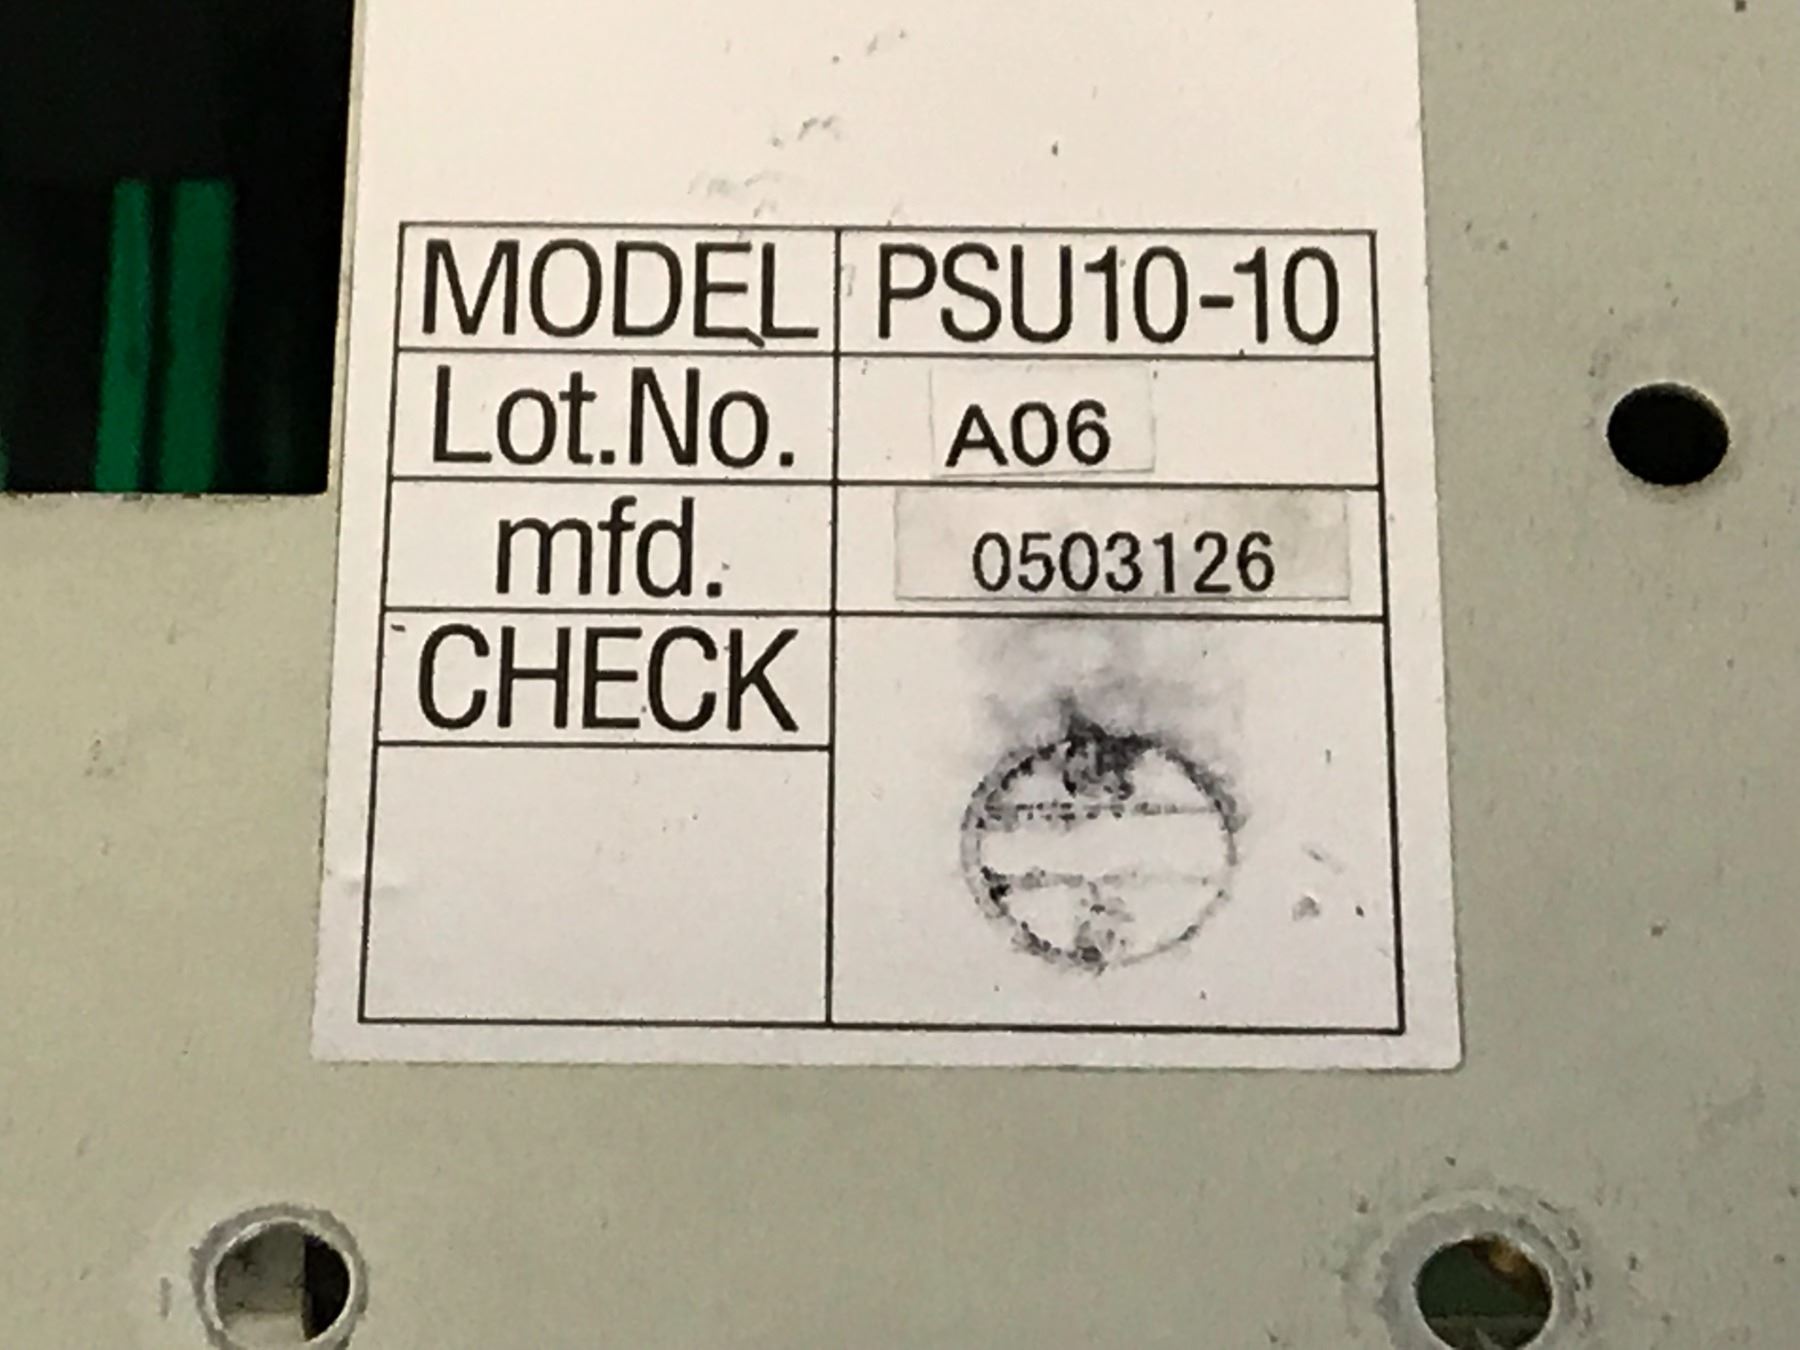 MODEL PSU10-10
Lot.No. A06
mfd. 0503126
CHECK